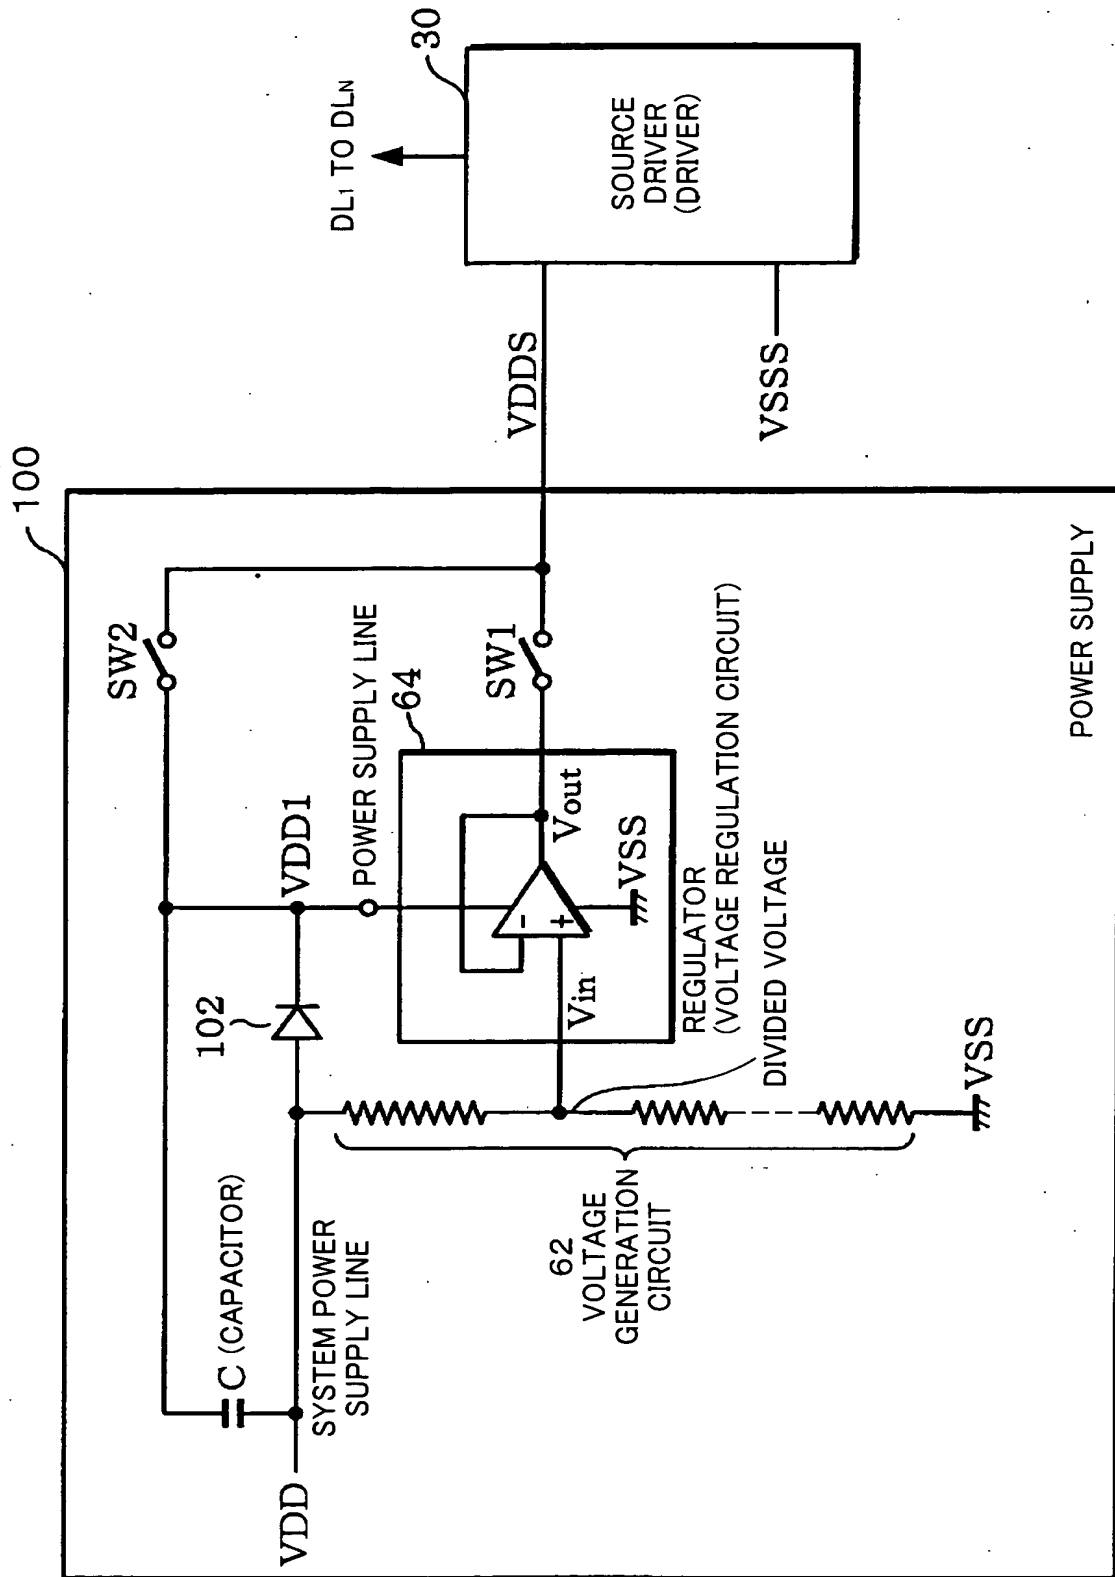 100
POWER SUPPLY
VDD
C (CAPACITOR)
SYSTEM POWER
SUPPLY LINE
62
VOLTAGE
GENERATION
CIRCUIT
VSS
102
VDD1
POWER SUPPLY LINE
64
Vin
Vout
VSS
REGULATOR
(VOLTAGE REGULATION CIRCUIT)
DIVIDED VOLTAGE
SW2
SW1
VDDS
VSSS
DL1 TO DLN
30
SOURCE
DRIVER
(DRIVER)